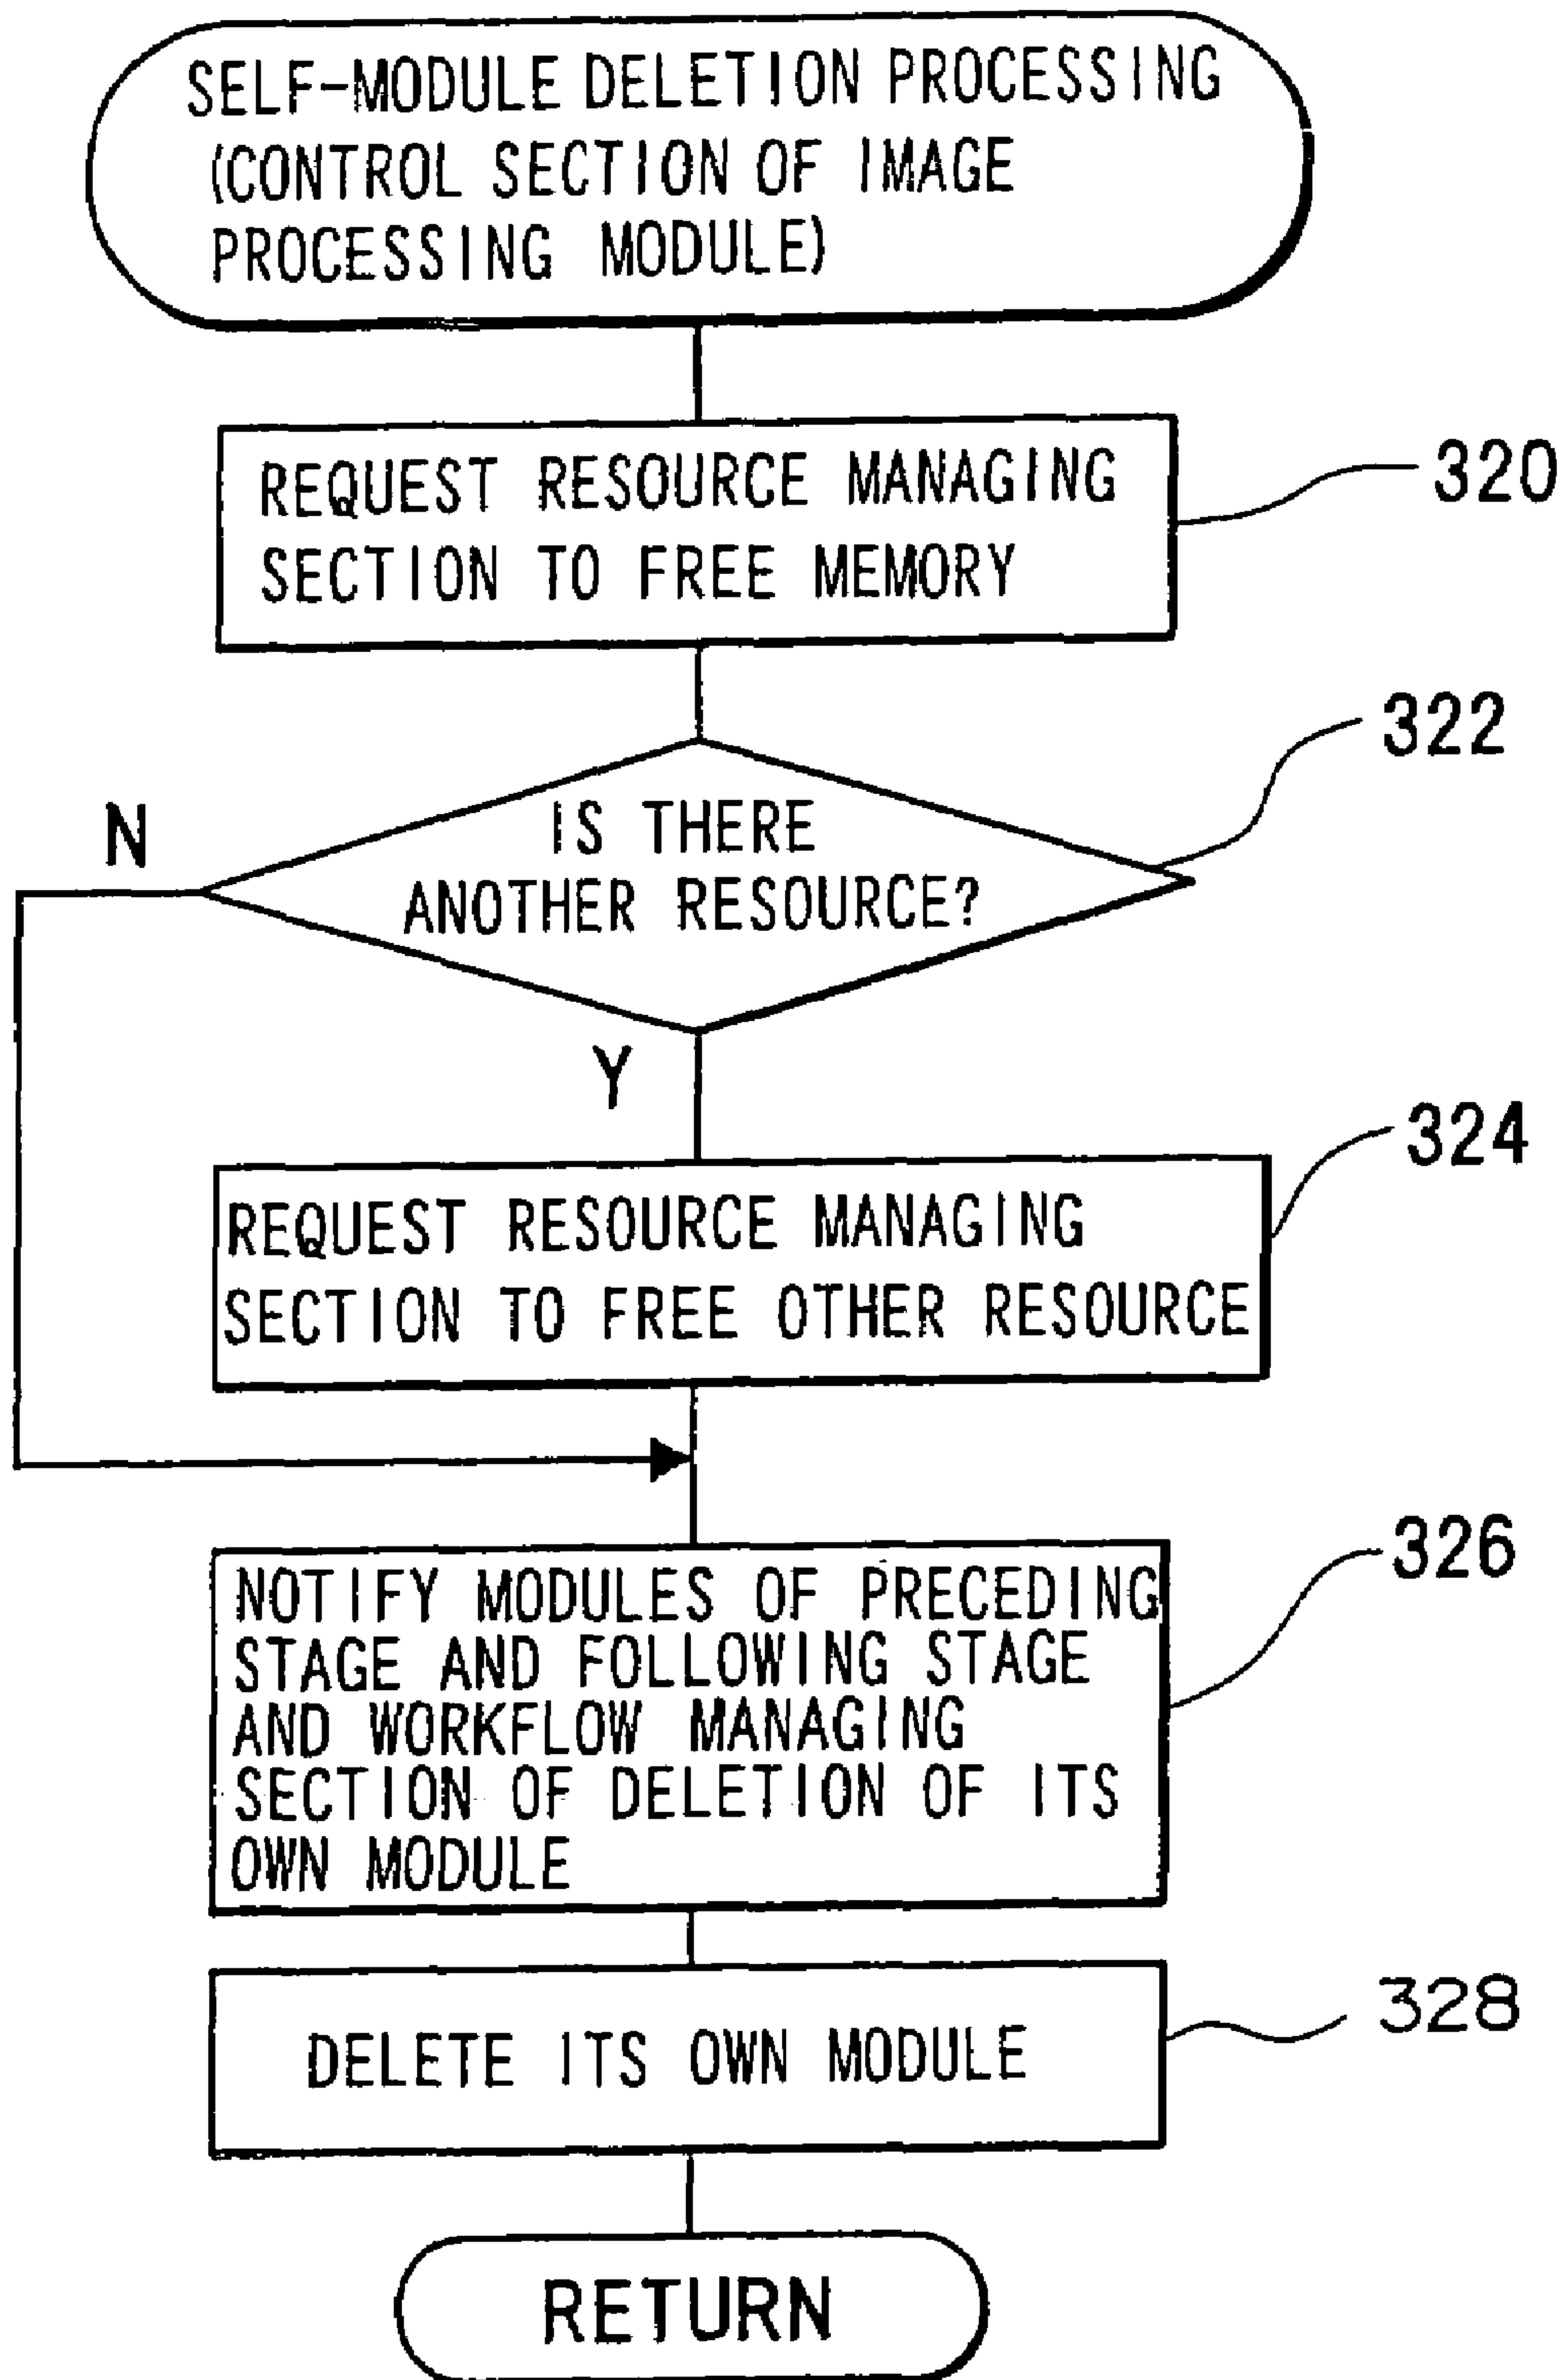 SELF-MODULE DELETION PROCESSING
(CONTROL SECTION OF IMAGE
PROCESSING MODULE)
REQUEST RESOURCE MANAGING
SECTION TO FREE MEMORY
320
322
N
IS THERE
ANOTHER RESOURCE?
Y
324
REQUEST RESOURCE MANAGING
SECTION TO FREE OTHER RESOURCE
326
NOTIFY MODULES OF PRECEDING
STAGE AND FOLLOWING STAGE
AND WORKFLOW MANAGING
SECTION OF DELETION OF ITS
OWN MODULE
328
DELETE ITS OWN MODULE
RETURN